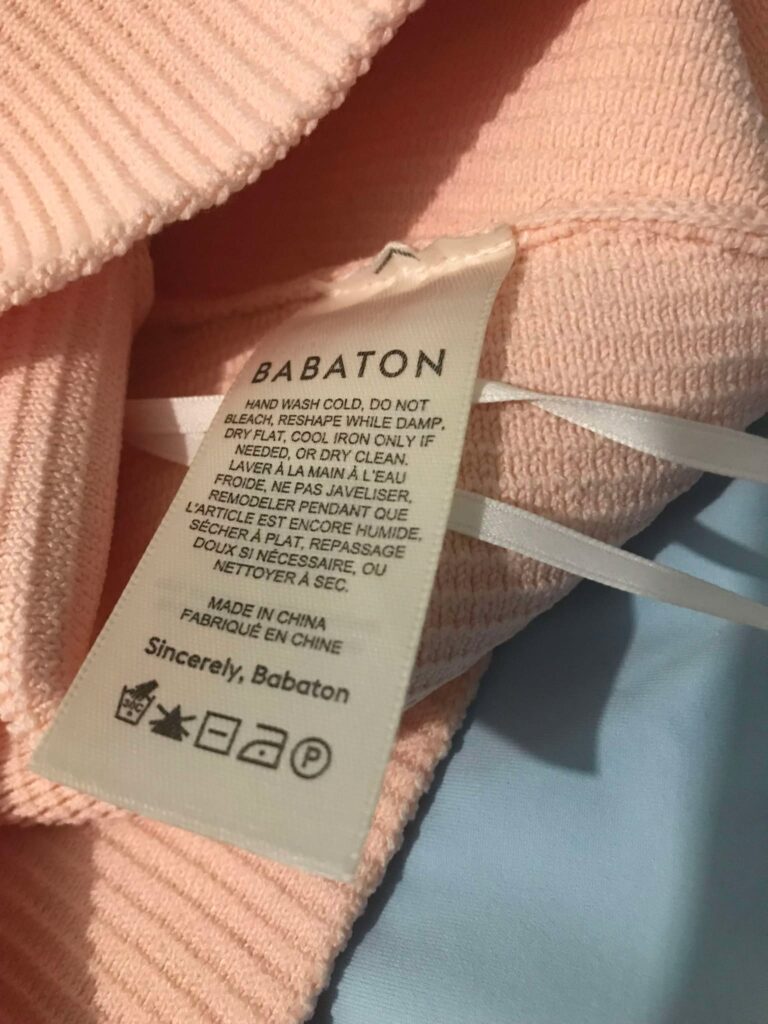 BABATON
HAND WASH COLD, DO NOT
BLEACH, RESHAPE WHILE DAMP,
DRY FLAT, COOL IRON ONLY IF
NEEDED, OR DRY CLEAN.
LAVER À LA MAIN À L'EAU
FROIDE, NE PAS JAVELISER,
REMODELER PENDANT QUE
L'ARTICLE EST ENCORE HUMIDE,
SÉCHER À PLAT, REPASSAGE
DOUX SI NÉCESSAIRE, OU
NETTOYER À SEC.
MADE IN CHINA
FABRIQUÉ EN CHINE
Sincerely, Babaton
30C P